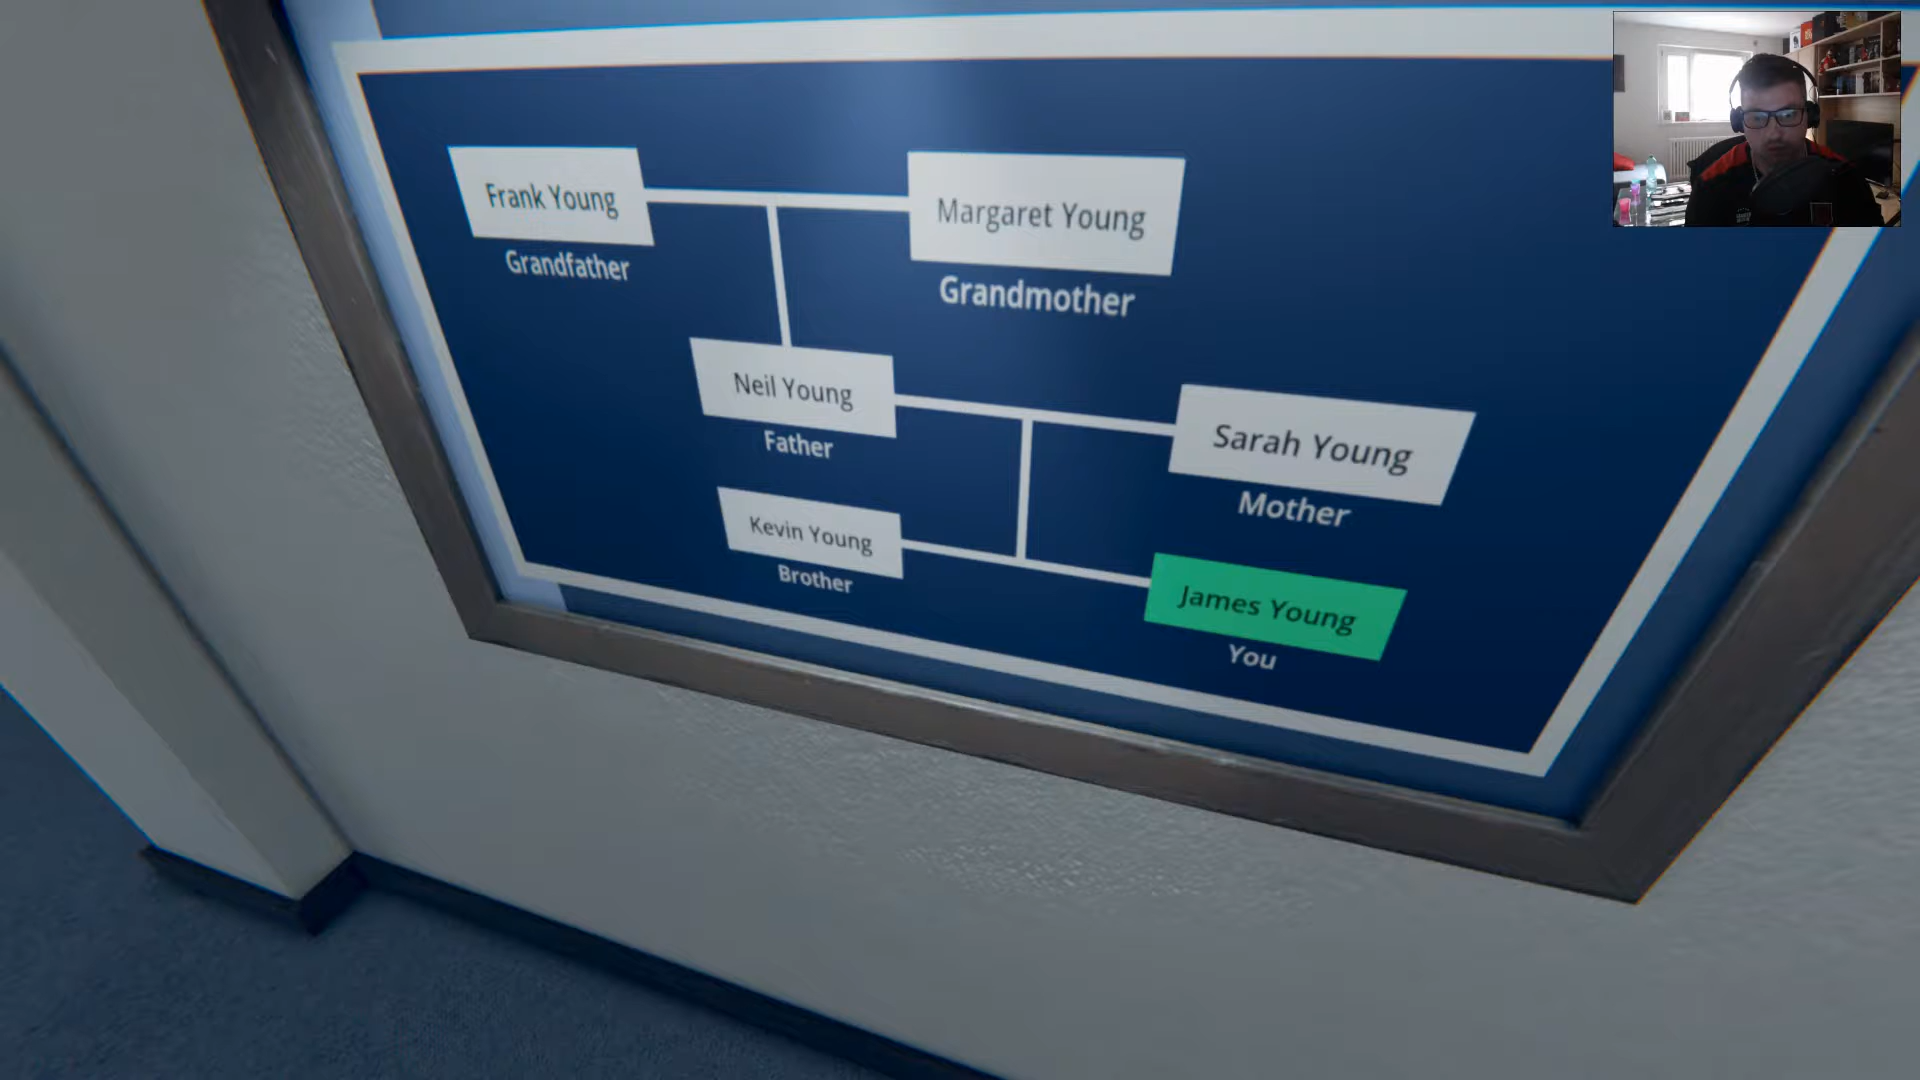 Frank Young
Grandfather
Margaret Young
Grandmother
Neil Young
Father
Sarah Young
Mother
Kevin Young
Brother
James Young
You